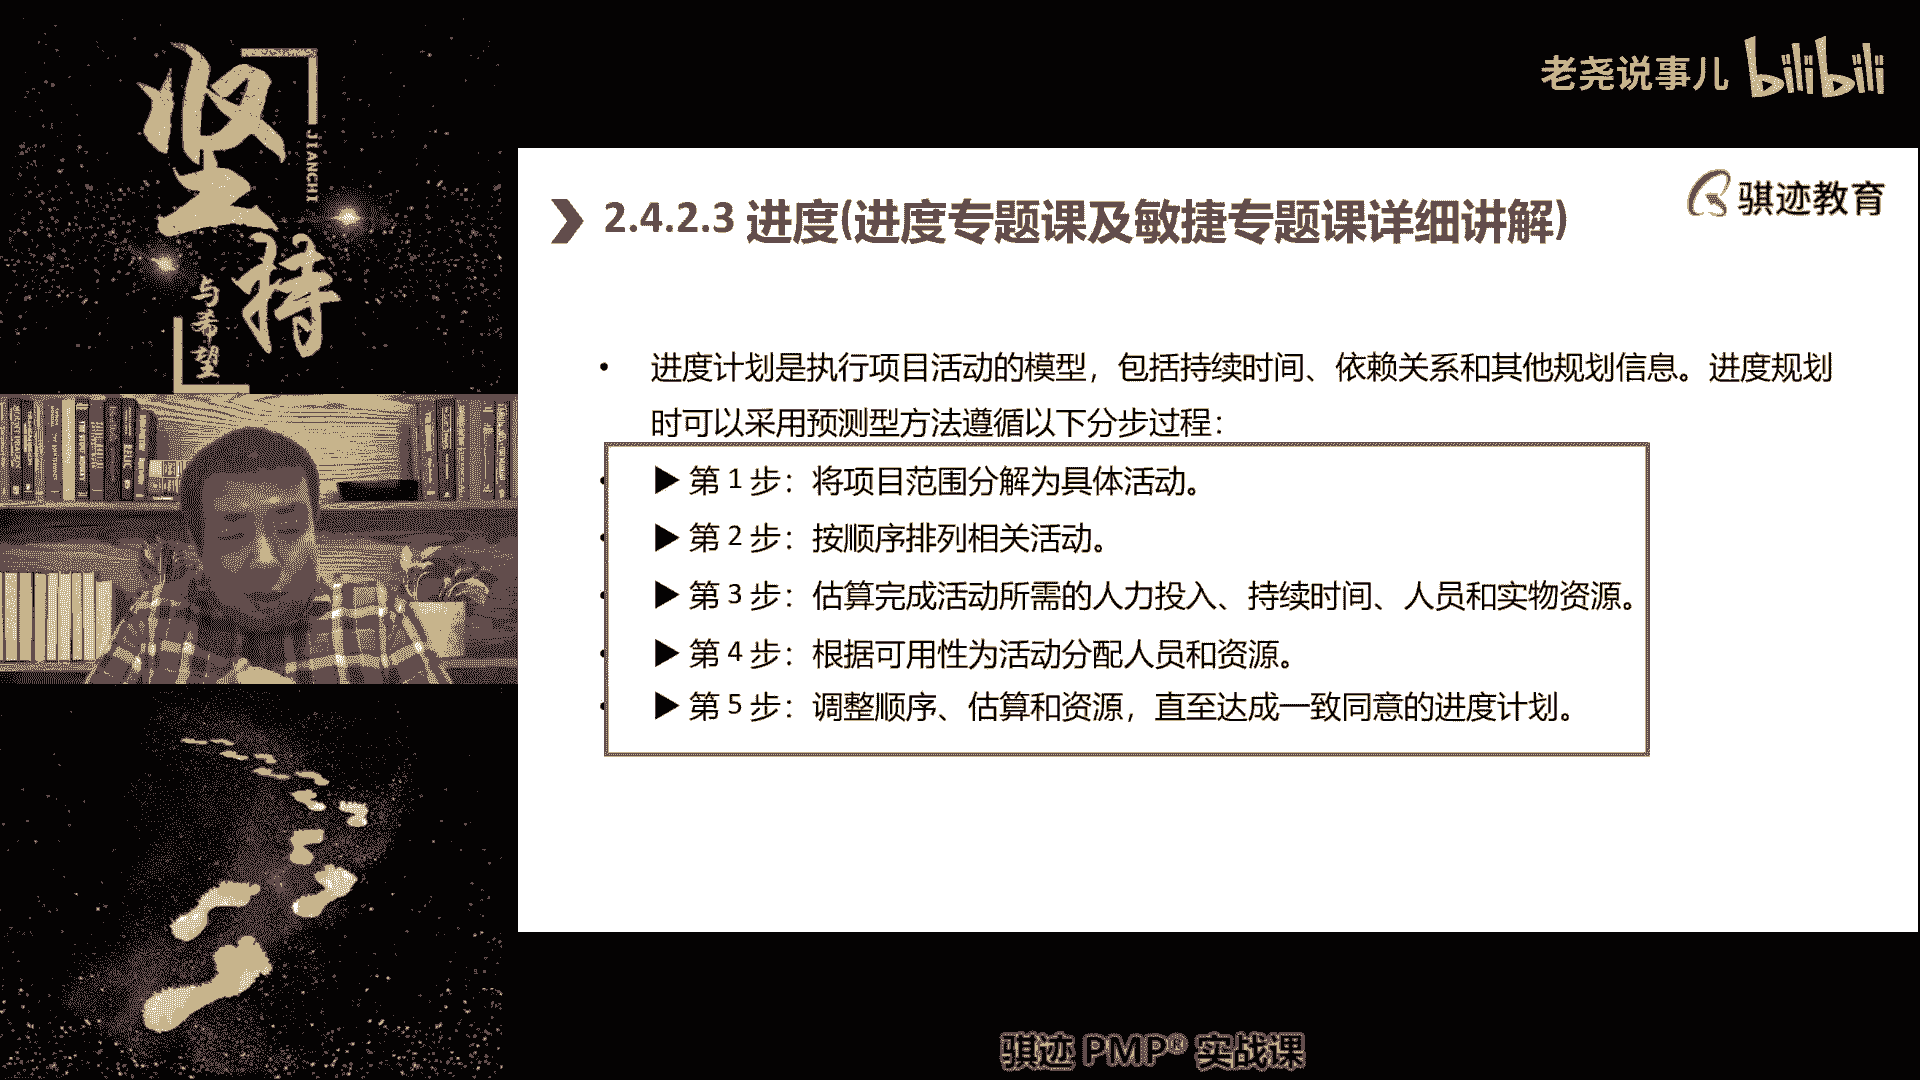 坚持
JIANCHI
与希望
老尧说事儿 bilibili
骐迹教育
2.4.2.3 进度(进度专题课及敏捷专题课详细讲解)
• 进度计划是执行项目活动的模型，包括持续时间、依赖关系和其他规划信息。进度规划
时可以采用预测型方法遵循以下分步过程：
▶ 第 1 步：将项目范围分解为具体活动。
▶ 第 2 步：按顺序排列相关活动。
▶ 第 3 步：估算完成活动所需的人力投入、持续时间、人员和实物资源。
▶ 第 4 步：根据可用性为活动分配人员和资源。
▶ 第 5 步：调整顺序、估算和资源，直至达成一致同意的进度计划。
骐迹 PMP® 实战课